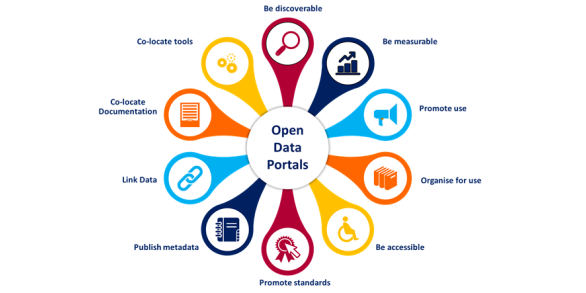 Be discoverable
Co-locate tools
Be measurable
Co-locate
Documentation
Promote use
Open
Data
Portals
Link Data
Organise for use
Publish metadata
Be accessible
Promote standards